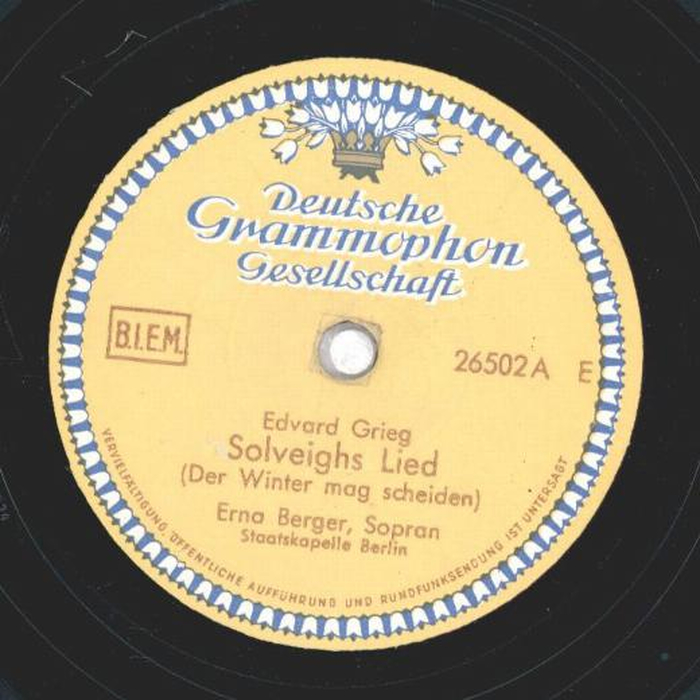 Deutsche
Grammophon
Gesellschaft
B.I.E.M.
26502 A E
Edvard Grieg
Solveighs Lied
(Der Winter mag scheiden)
Erna Berger, Sopran
Staatskapelle Berlin
VERVIELFÄLTIGUNG, ÖFFENTLICHE AUFFÜHRUNG UND RUNDFUNKSENDUNG IST UNTERSAGT